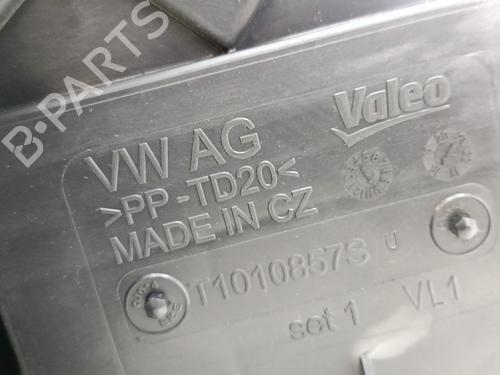 B-PARTS
Valeo
VW AG
>PP-TD20<
MADE IN CZ
T1010857S U
set 1 VL1